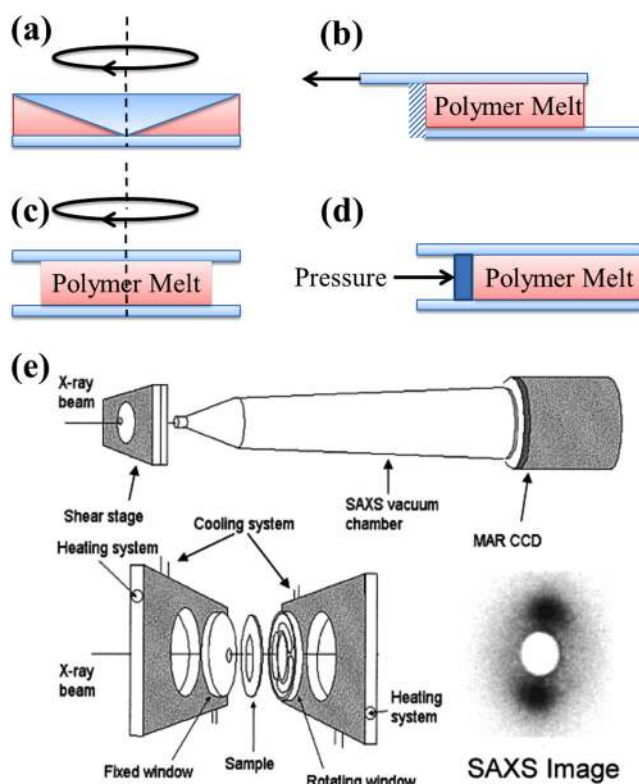 (a)
(b)
Polymer Melt
(c)
Polymer Melt
(d)
Pressure
Polymer Melt
(e)
X-ray
beam
Shear stage
SAXS vacuum
chamber
MAR CCD
Heating system
Cooling system
X-ray
beam
Fixed window
Sample
Rotating window
Heating
system
SAXS Image